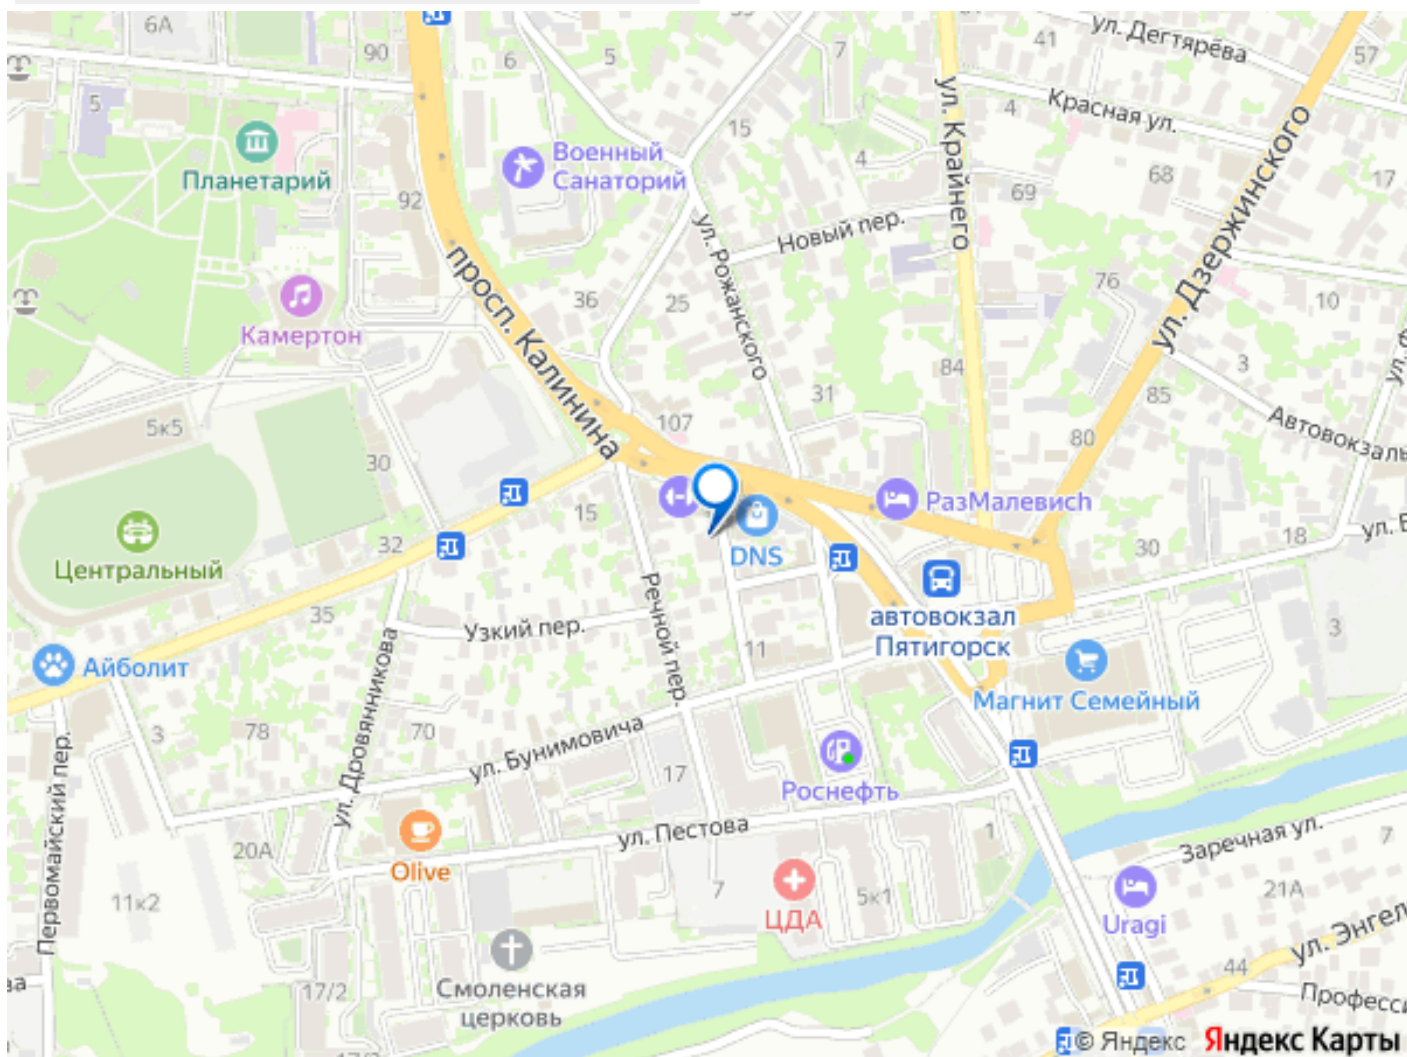 6А
90
6
5
7
41
ул. Дегтярёва
57
5
4
Красная ул.
Планетарий
Военный
Санаторий
15
4
ул. Крайнего
68
17
69
92
ул. Рожанского
Новый пер.
ул. Дзержинского
76
10
просп. Калинина
36
25
Камертон
3
84
31
85
107
5к5
30
80
Автовокзаль
15
РазМалевich
DNS
18
30
32
Центральный
35
Узкий пер.
Речной пер.
автовокзал
Пятигорск
3
11
Айболит
Магнит Семейный
78
70
3
ул. Дровянникова
ул. Бунимовича
17
Роснефть
Первомайский пер.
20А
Olive
ул. Пестова
1
Заречная ул.
7
7
ЦДА
5к1
21А
11к2
Uragi
ул. Энгел
44
Смоленская
церковь
17/2
Професси
© Яндекс Яндекс Карты